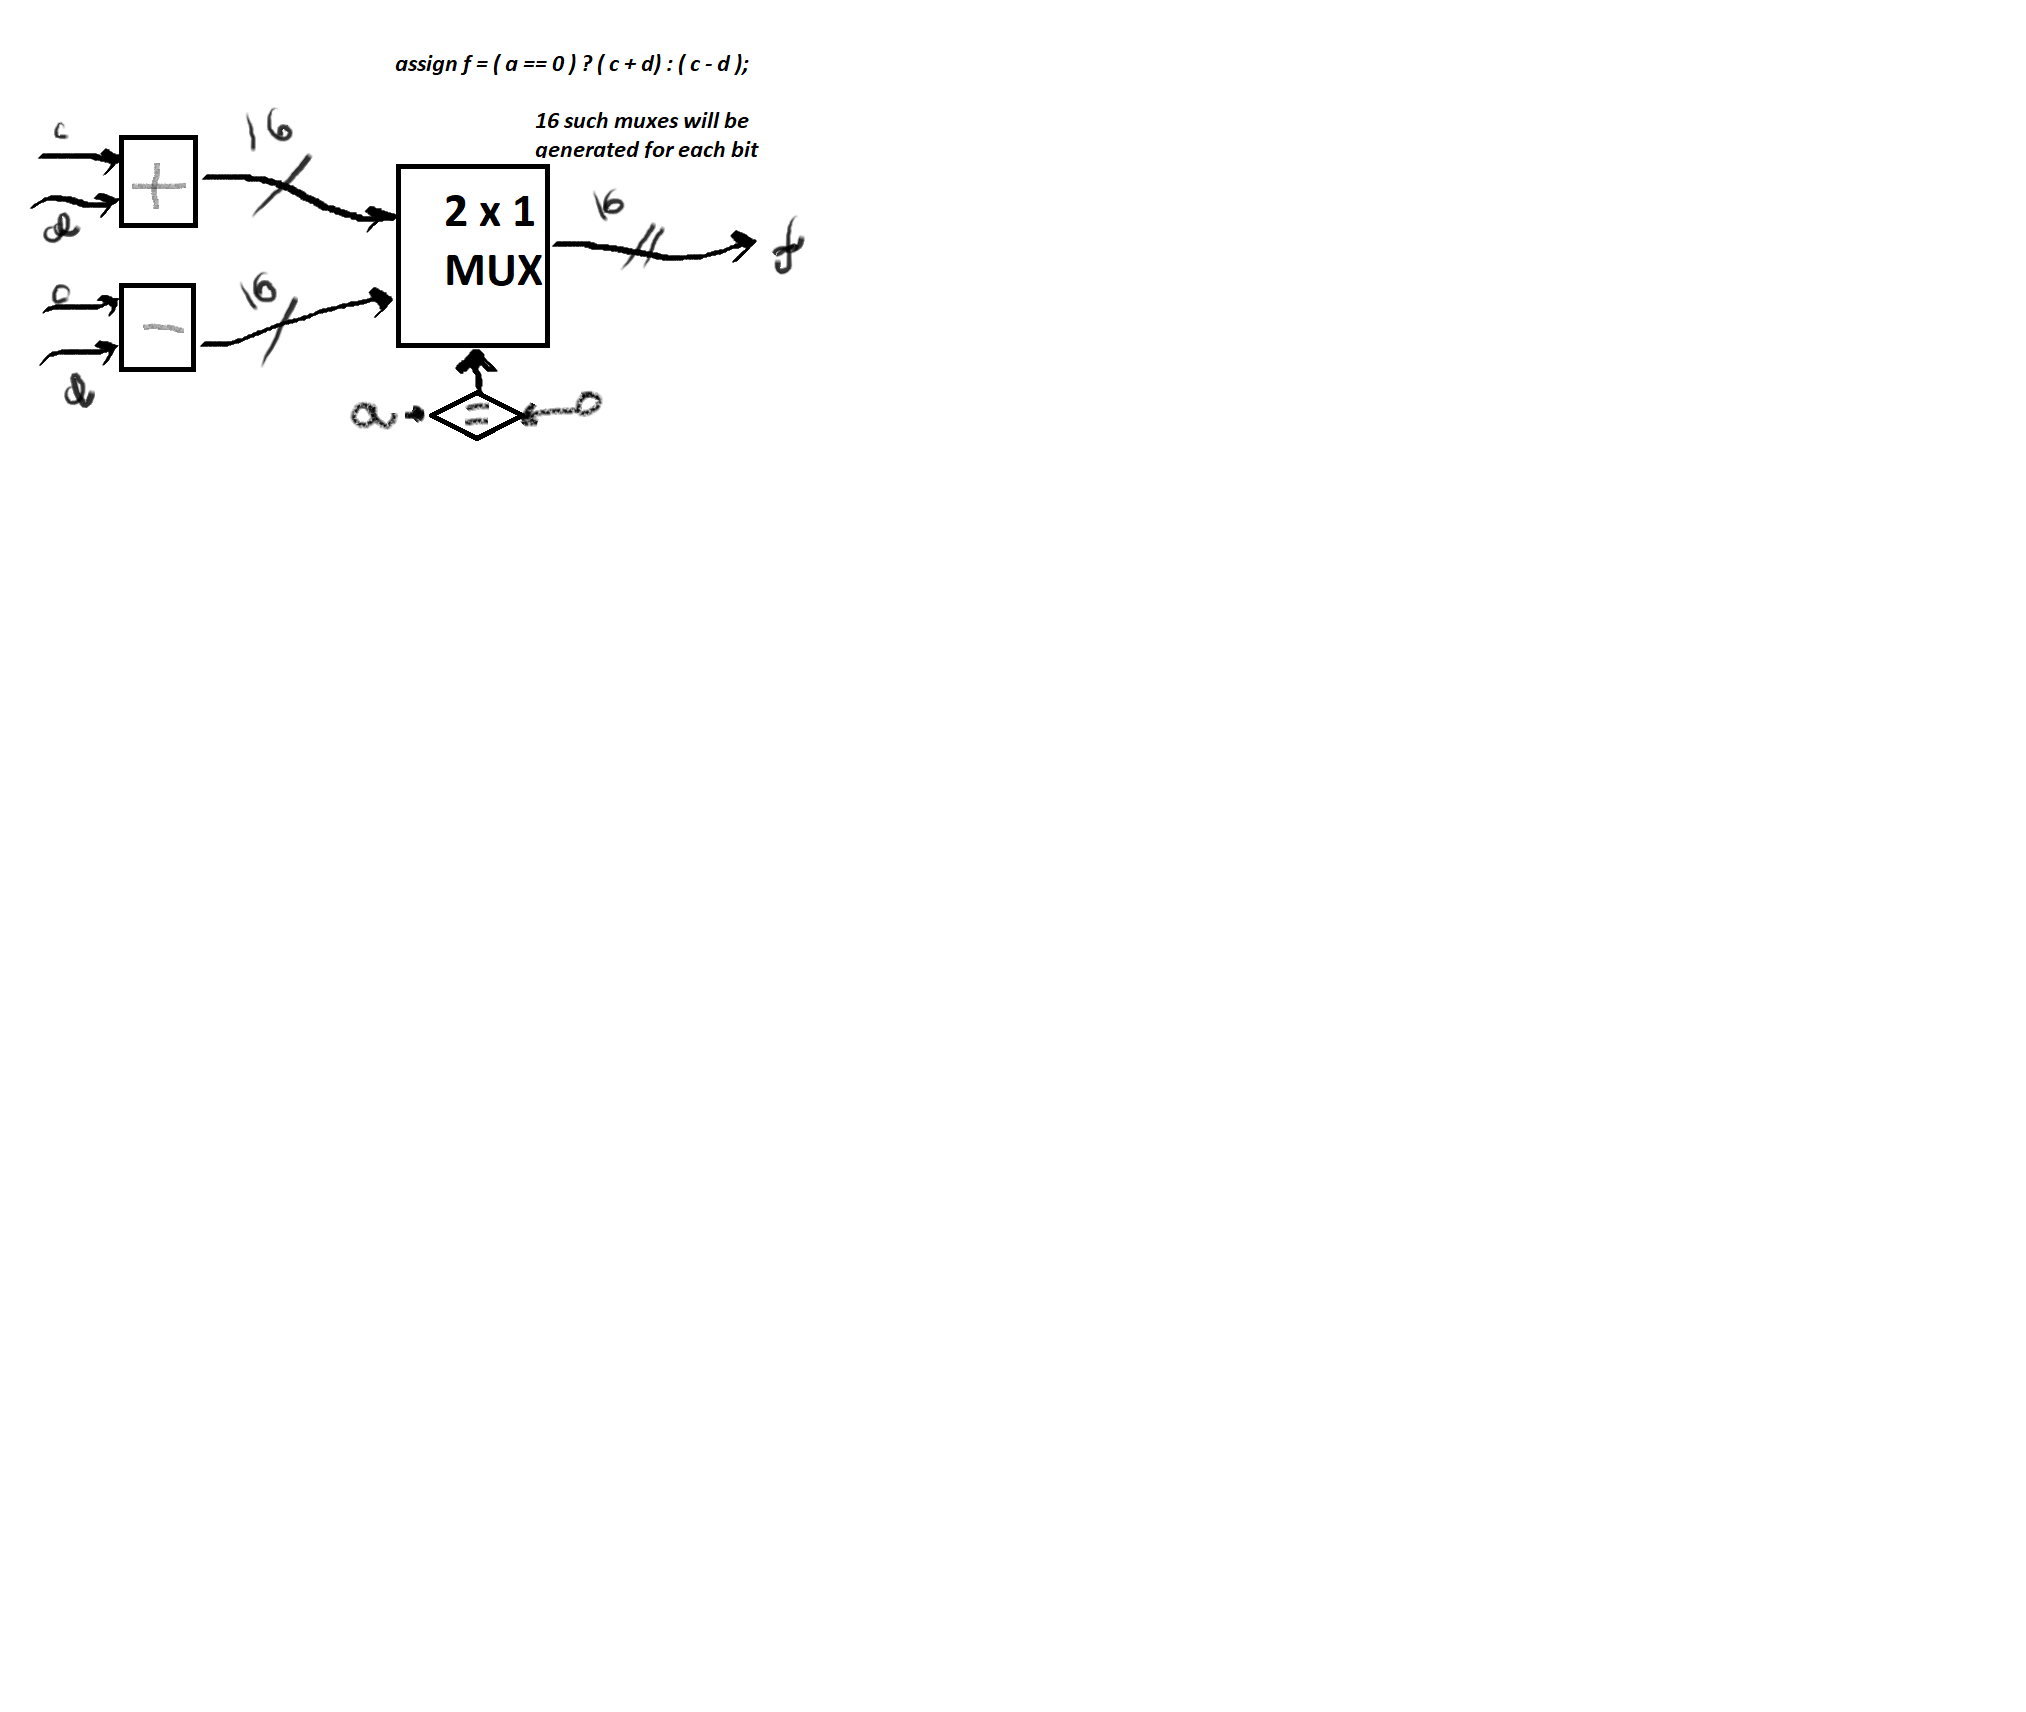 assign f = ( a == 0 ) ? ( c + d) : ( c - d );
16 such muxes will be
generated for each bit
c
16
+
d
2 x 1
MUX
16
f
c
16
-
d
a
=
0